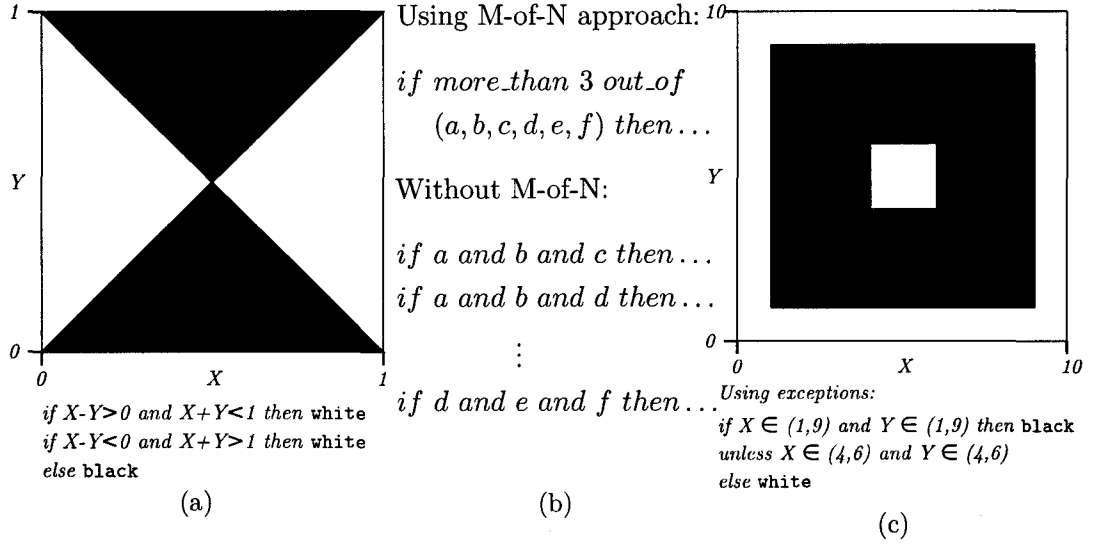 1
Y
0
0
X
1
if X-Y>0 and X+Y<1 then white
if X-Y<0 and X+Y>1 then white
else black
(a)
Using M-of-N approach:
if more_than 3 out_of
(a, b, c, d, e, f) then...
Without M-of-N:
if a and b and c then...
if a and b and d then...
⋮
if d and e and f then...
(b)
10
Y
0
0
X
10
Using exceptions:
if X ∈ (1,9) and Y ∈ (1,9) then black
unless X ∈ (4,6) and Y ∈ (4,6)
else white
(c)